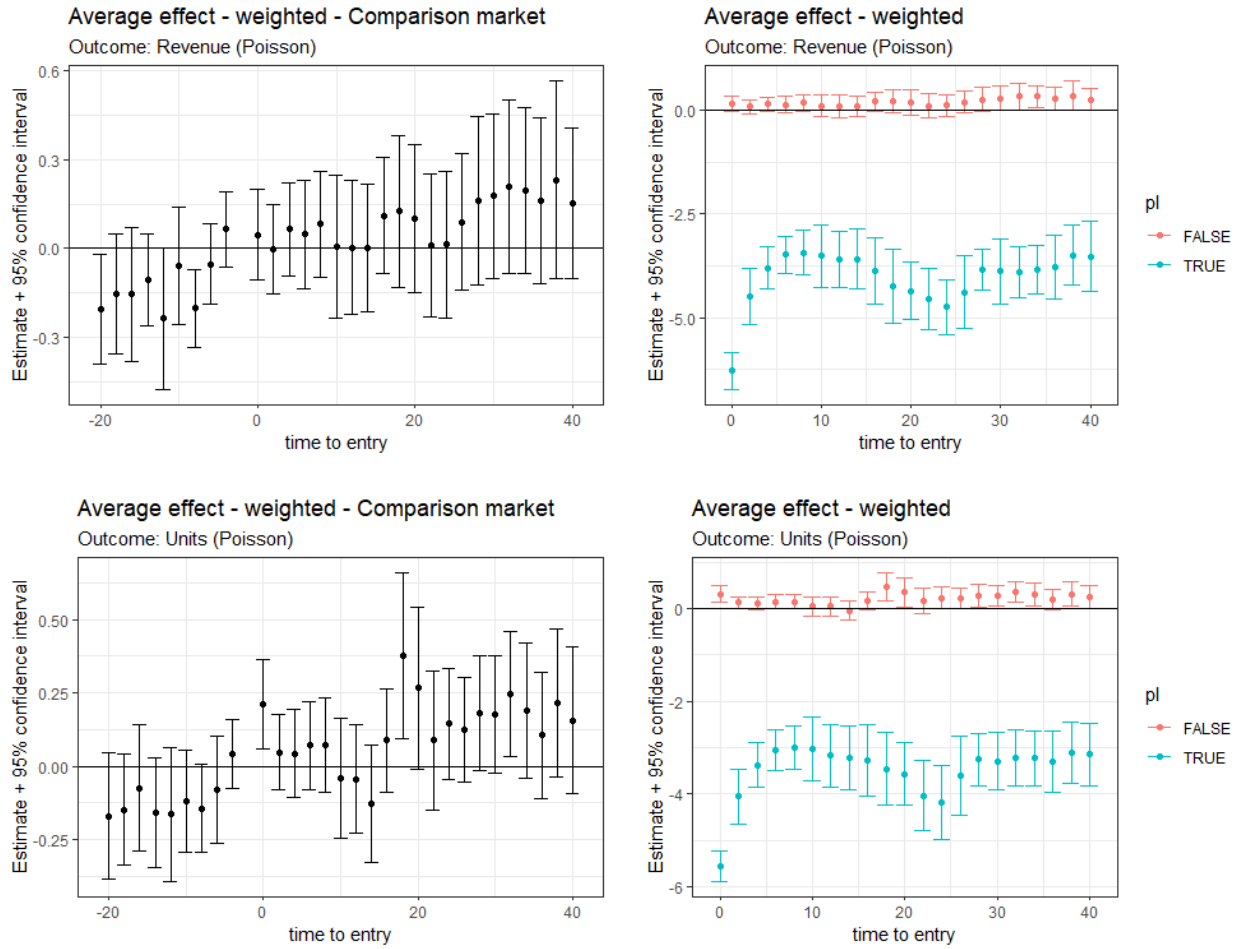 Average effect - weighted - Comparison market
Outcome: Revenue (Poisson)
Estimate + 95% confidence interval
0.6
0.3
0.0
-0.3
-20
0
20
40
time to entry
Average effect - weighted
Outcome: Revenue (Poisson)
Estimate + 95% confidence interval
0.0
-2.5
-5.0
0
10
20
30
40
time to entry
pl
FALSE
TRUE
Average effect - weighted - Comparison market
Outcome: Units (Poisson)
Estimate + 95% confidence interval
0.50
0.25
0.00
-0.25
-20
0
20
40
time to entry
Average effect - weighted
Outcome: Units (Poisson)
Estimate + 95% confidence interval
0
-2
-4
-6
0
10
20
30
40
time to entry
pl
FALSE
TRUE